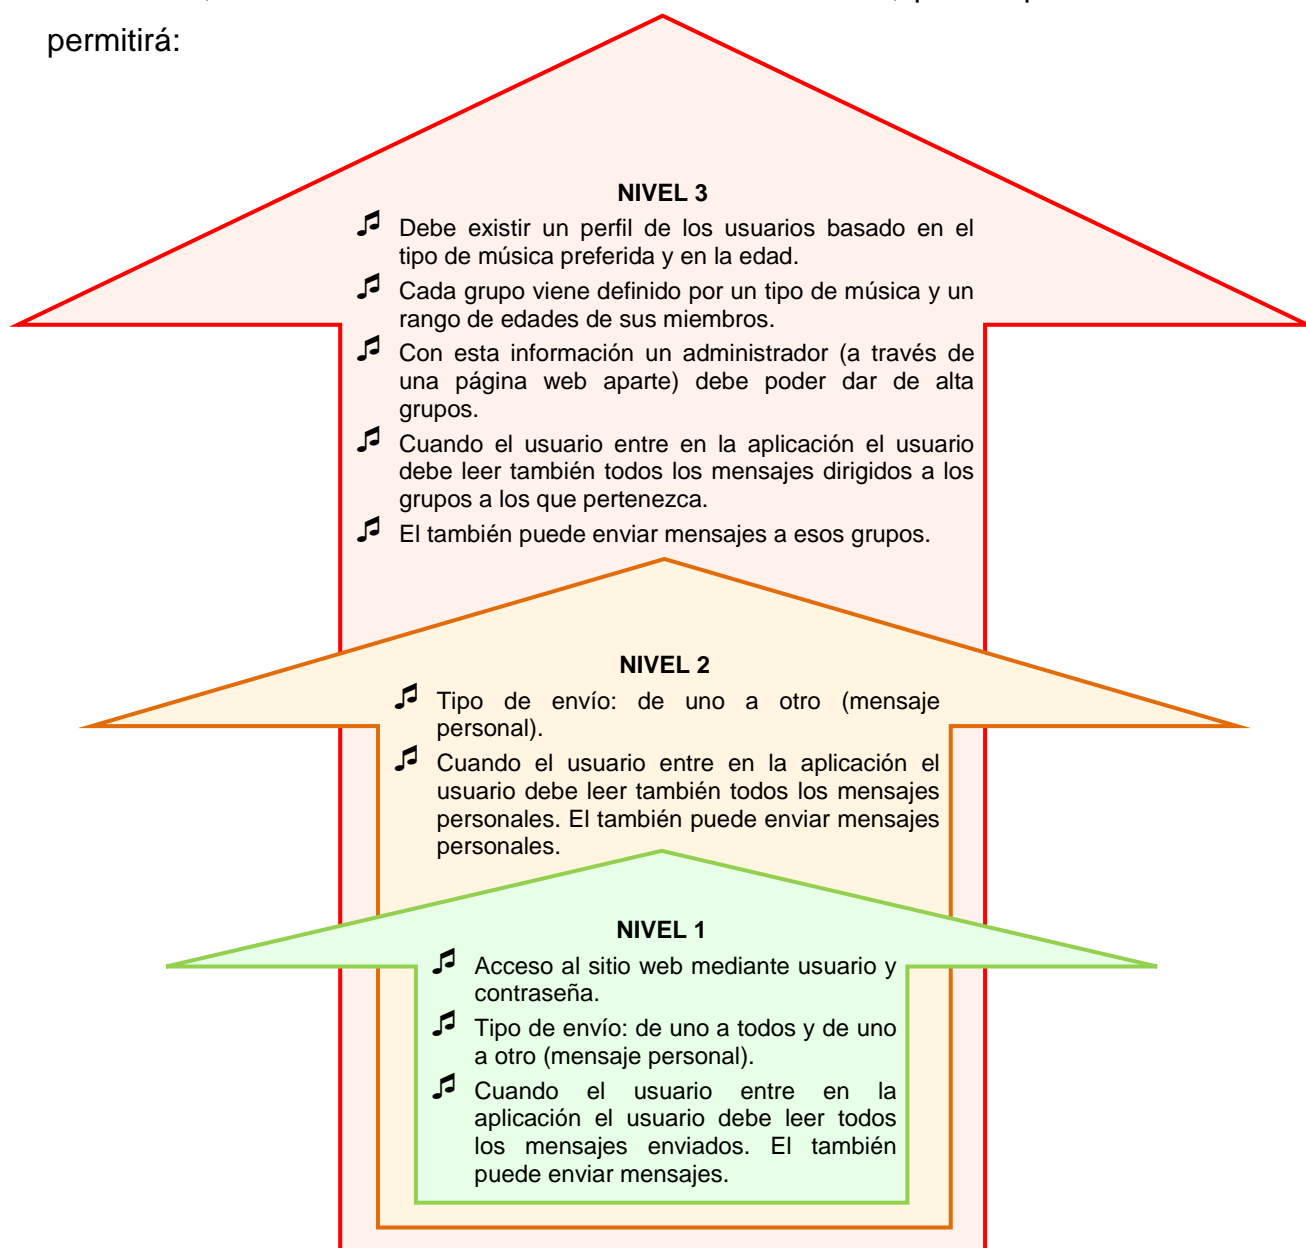 permitirá:
NIVEL 3
Debe existir un perfil de los usuarios basado en el
tipo de música preferida y en la edad.
Cada grupo viene definido por un tipo de música y un
rango de edades de sus miembros.
Con esta información un administrador (a través de
una página web aparte) debe poder dar de alta
grupos.
Cuando el usuario entre en la aplicación el usuario
debe leer también todos los mensajes dirigidos a los
grupos a los que pertenezca.
El también puede enviar mensajes a esos grupos.
NIVEL 2
Tipo de envío: de uno a otro (mensaje
personal).
Cuando el usuario entre en la aplicación el
usuario debe leer también todos los mensajes
personales. El también puede enviar mensajes
personales.
NIVEL 1
Acceso al sitio web mediante usuario y
contraseña.
Tipo de envío: de uno a todos y de uno
a otro (mensaje personal).
Cuando el usuario entre en la
aplicación el usuario debe leer todos
los mensajes enviados. El también
puede enviar mensajes.